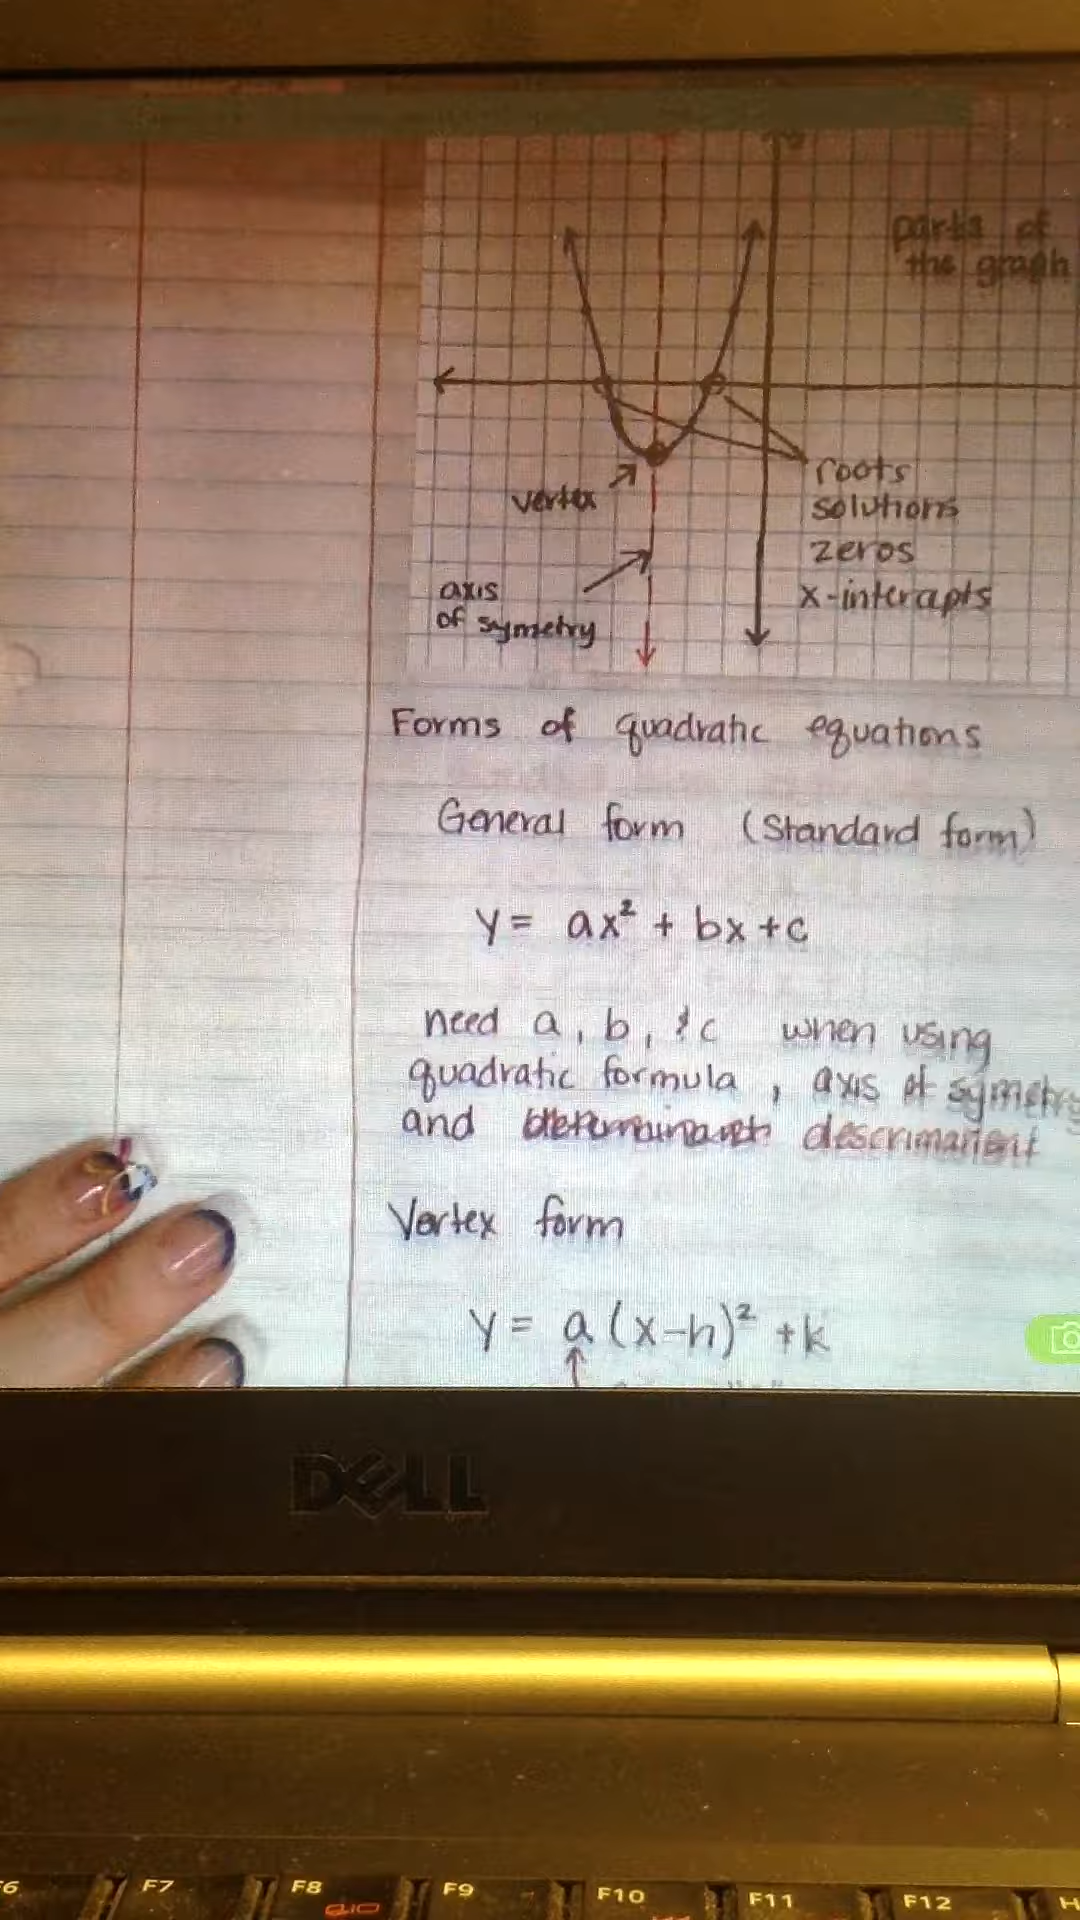 parts of
the graph
vertex
roots
solutions
zeros
x-intercepts
axis
of symetry
Forms of quadratic equations
General form (Standard form)
y = ax² + bx + c
need a, b, & c when using
quadratic formula, axis of symetry
and descriminent
Vertex form
y = a(x-h)² + k
DELL
F6 F7 F8 F9 F10 F11 F12 H